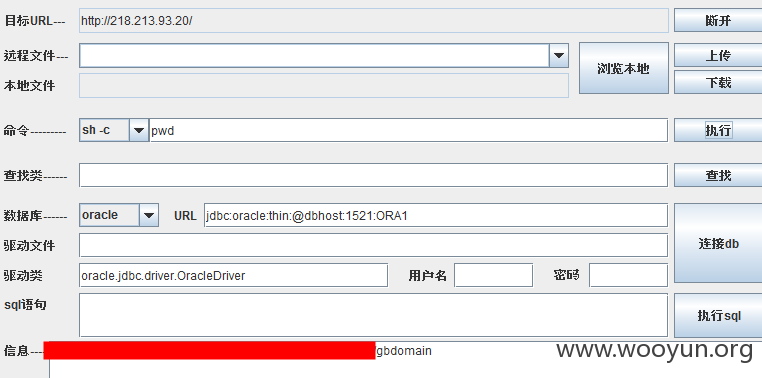 目标URL--- http://218.213.93.20/ 断开
远程文件--- 上传
浏览本地
本地文件 下载
命令--------- sh -c pwd 执行
查找类------ 查找
数据库------ oracle URL jdbc:oracle:thin:@dbhost:1521:ORA1
连接db
驱动文件
驱动类 oracle.jdbc.driver.OracleDriver 用户名 密码
sql语句
执行sql
信息---- /gbdomain
www.wooyun.org